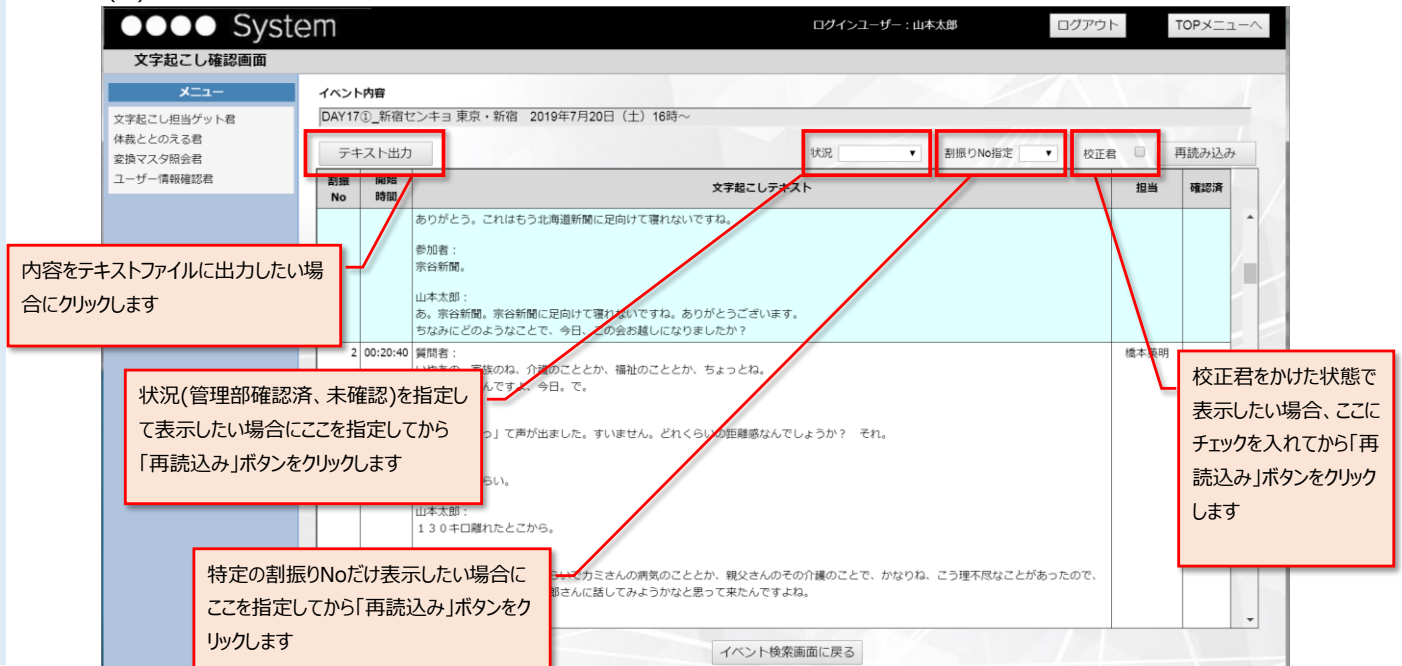 ●●●● System
ログインユーザー：山本太郎
ログアウト
TOPメニューへ
文字起こし確認画面
メニュー
文字起こし担当ゲット君
体裁ととのえる君
変換マスタ照会君
ユーザー情報確認君
イベント内容
DAY17①_新宿センキョ 東京・新宿　2019年7月20日（土）16時～
テキスト出力
状況
割振りNo指定
校正君
再読み込み
割振
No
開始
時間
文字起こしテキスト
担当
確認済
ありがとう。これはもう北海道新聞に足向けて寝れないですね。
参加者：
宗谷新聞。
山本太郎：
あ。宗谷新聞。宗谷新聞に足向けて寝れないですね。ありがとうございます。
ちなみにどのようなことで、今日、この会お越しになりましたか？
2 00:20:40 質問者：
橋本英明
家族のね、介護のこととか、福祉のこととか、ちょっとね。
んですよ、今日。で。
っ」て声が出ました。すいません。どれくらいの距離感なんでしょうか？　それ。
らい。
山本太郎：
１３０キロ離れたとこから。
らいでカミさんの病気のこととか、親父さんのその介護のことで、かなりね、こう理不尽なことがあったので、
郎さんに話してみようかなと思って来たんですよね。
イベント検索画面に戻る
内容をテキストファイルに出力したい場
合にクリックします
状況(管理部確認済、未確認)を指定し
て表示したい場合にここを指定してから
「再読込み」ボタンをクリックします
特定の割振りNoだけ表示したい場合に
ここを指定してから「再読込み」ボタンをク
リックします
校正君をかけた状態で
表示したい場合、ここに
チェックを入れてから「再
読込み」ボタンをクリック
します